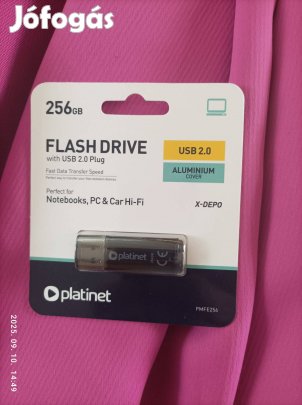 Jófogás
256GB
FLASH DRIVE
with USB 2.0 Plug
Fast Data Transfer Speed
USB 2.0
ALUMINIUM
COVER
Perfect for
Notebooks, PC & Car Hi-Fi
X-DEPO
platinet
CE
platinet
PMFE256
2025. 09. 10. 14:49